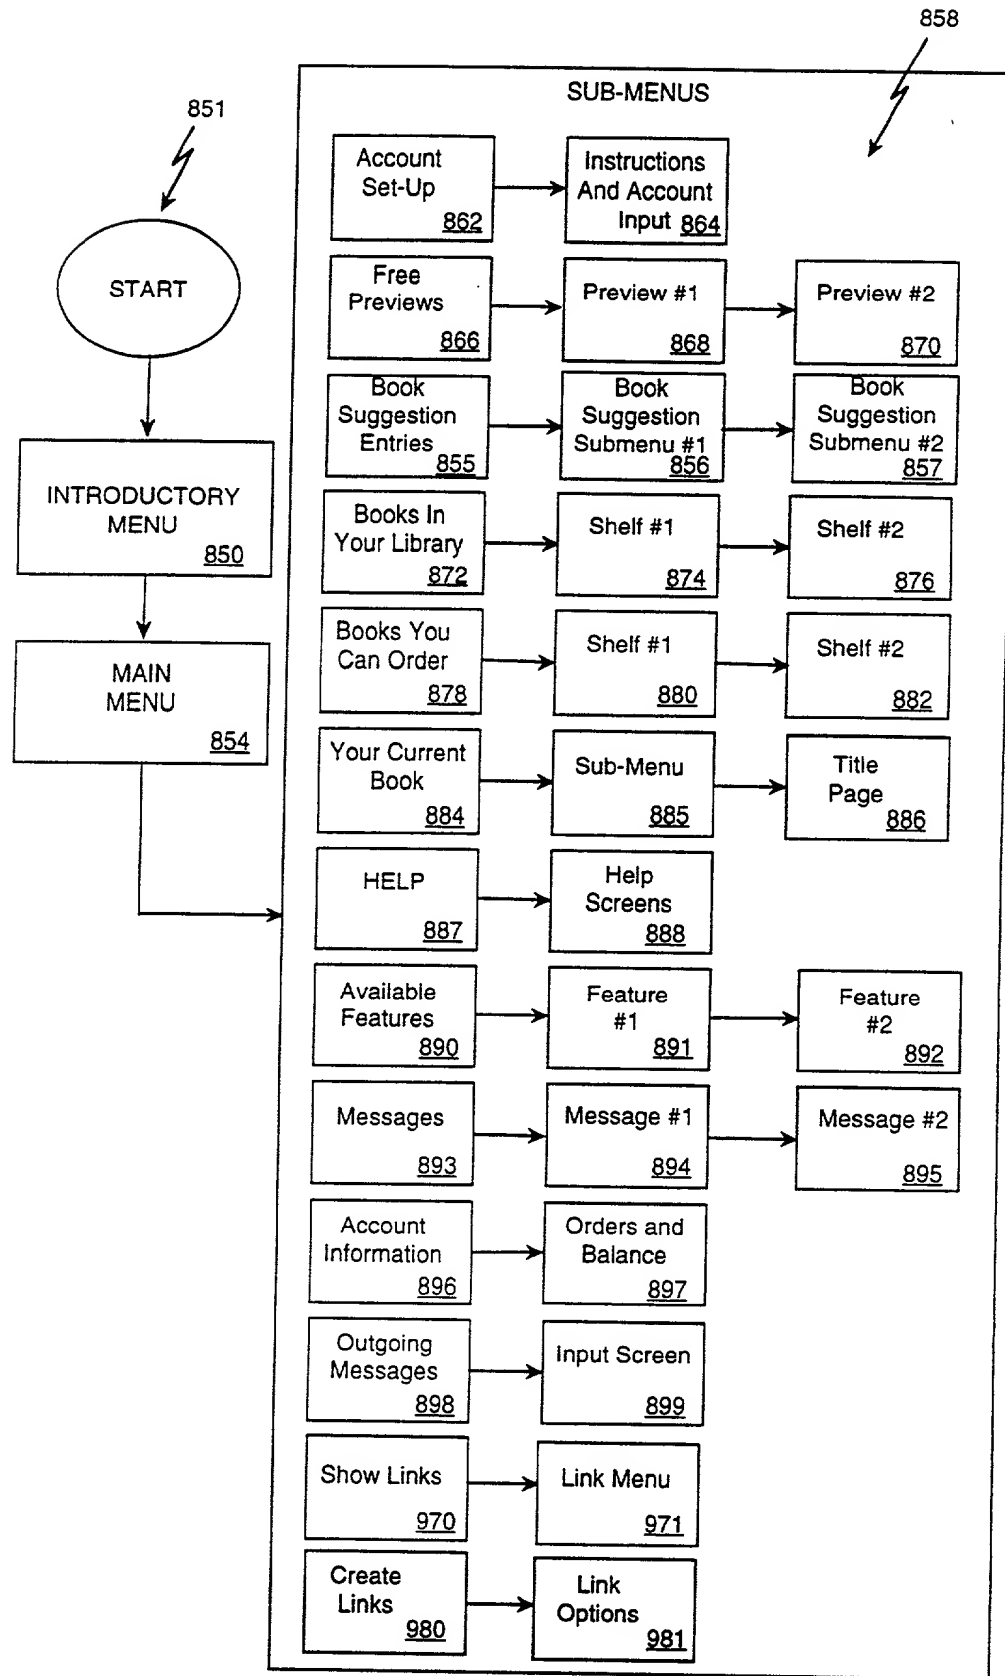 858
851
SUB-MENUS
START
INTRODUCTORY
MENU
850
MAIN
MENU
854
Account
Set-Up
862
Instructions
And Account
Input 864
Free
Previews
866
Preview #1
868
Preview #2
870
Book
Suggestion
Entries
855
Book
Suggestion
Submenu #1
856
Book
Suggestion
Submenu #2
857
Books In
Your Library
872
Shelf #1
874
Shelf #2
876
Books You
Can Order
878
Shelf #1
880
Shelf #2
882
Your Current
Book
884
Sub-Menu
885
Title
Page
886
HELP
887
Help
Screens
888
Available
Features
890
Feature
#1
891
Feature
#2
892
Messages
893
Message #1
894
Message #2
895
Account
Information
896
Orders and
Balance
897
Outgoing
Messages
898
Input Screen
899
Show Links
970
Link Menu
971
Create
Links
980
Link
Options
981